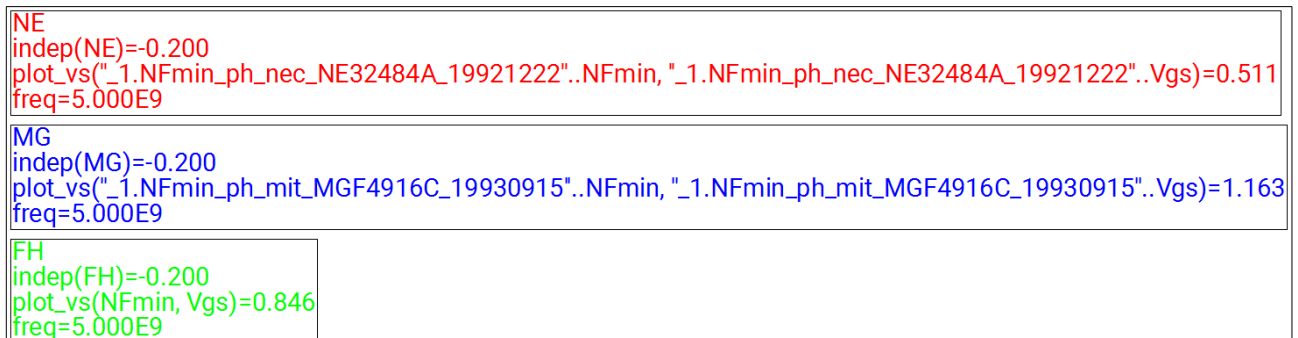 NE
indep(NE)=-0.200
plot_vs("_1.NFmin_ph_nec_NE32484A_19921222"..NFmin, "_1.NFmin_ph_nec_NE32484A_19921222"..Vgs)=0.511
freq=5.000E9
MG
indep(MG)=-0.200
plot_vs("_1.NFmin_ph_mit_MGF4916C_19930915"..NFmin, "_1.NFmin_ph_mit_MGF4916C_19930915"..Vgs)=1.163
freq=5.000E9
FH
indep(FH)=-0.200
plot_vs(NFmin, Vgs)=0.846
freq=5.000E9